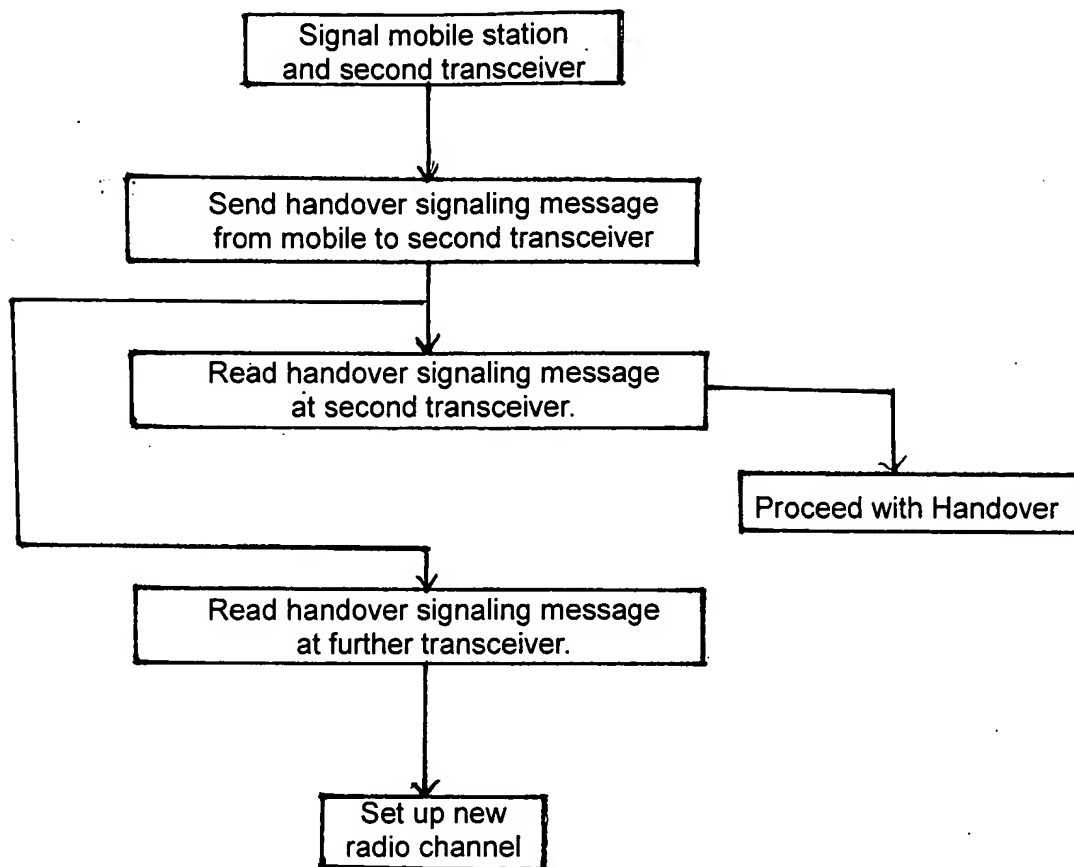 Signal mobile station
and second transceiver
Send handover signaling message
from mobile to second transceiver
Read handover signaling message
at second transceiver.
Proceed with Handover
Read handover signaling message
at further transceiver.
Set up new
radio channel